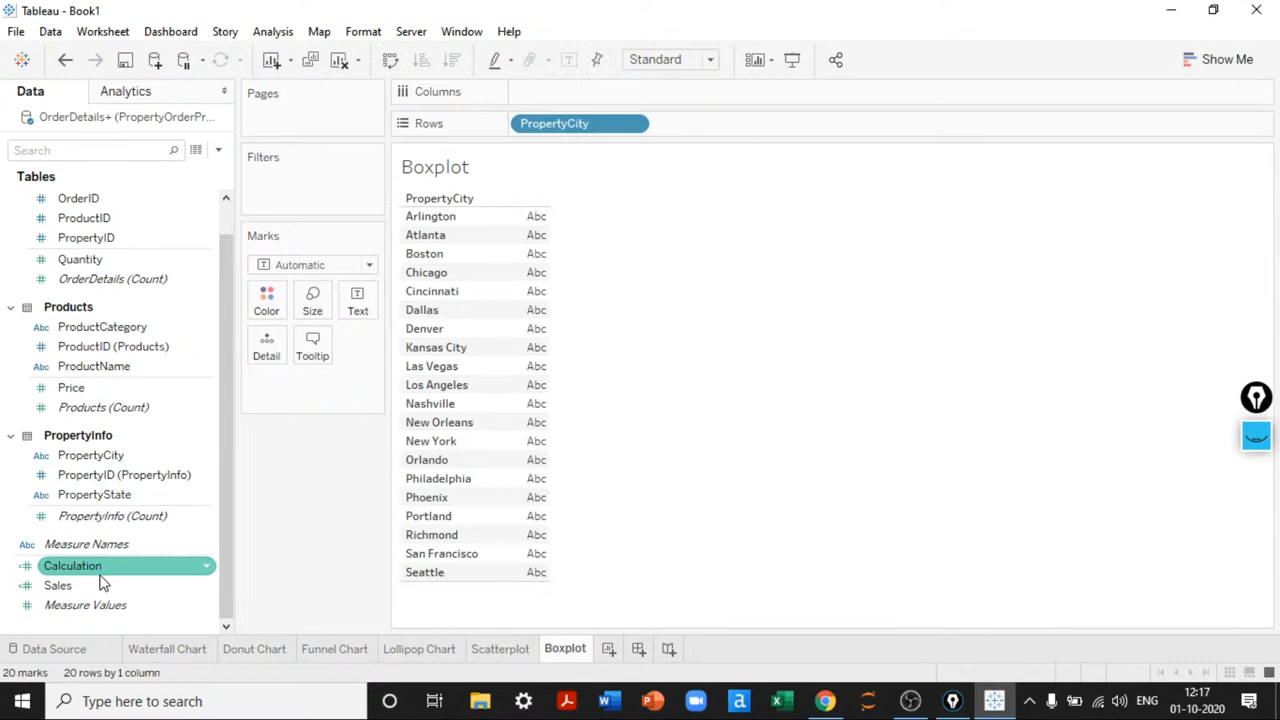 Tableau - Book1
File Data Worksheet Dashboard Story Analysis Map Format Server Window Help
Standard
Show Me
Data Analytics
OrderDetails+ (PropertyOrderPr...
Search
Tables
OrderID
ProductID
PropertyID
Quantity
OrderDetails (Count)
Products
Abc ProductCategory
ProductID (Products)
Abc ProductName
Price
Products (Count)
PropertyInfo
Abc PropertyCity
PropertyID (PropertyInfo)
Abc PropertyState
PropertyInfo (Count)
Abc Measure Names
Calculation
Sales
Measure Values
Pages
Filters
Marks
Automatic
Color Size Text
Detail Tooltip
Columns
Rows PropertyCity
Boxplot
PropertyCity
Arlington Abc
Atlanta Abc
Boston Abc
Chicago Abc
Cincinnati Abc
Dallas Abc
Denver Abc
Kansas City Abc
Las Vegas Abc
Los Angeles Abc
Nashville Abc
New Orleans Abc
New York Abc
Orlando Abc
Philadelphia Abc
Phoenix Abc
Portland Abc
Richmond Abc
San Francisco Abc
Seattle Abc
Data Source Waterfall Chart Donut Chart Funnel Chart Lollipop Chart Scatterplot Boxplot
20 marks 20 rows by 1 column
Type here to search
ENG
12:17
01-10-2020